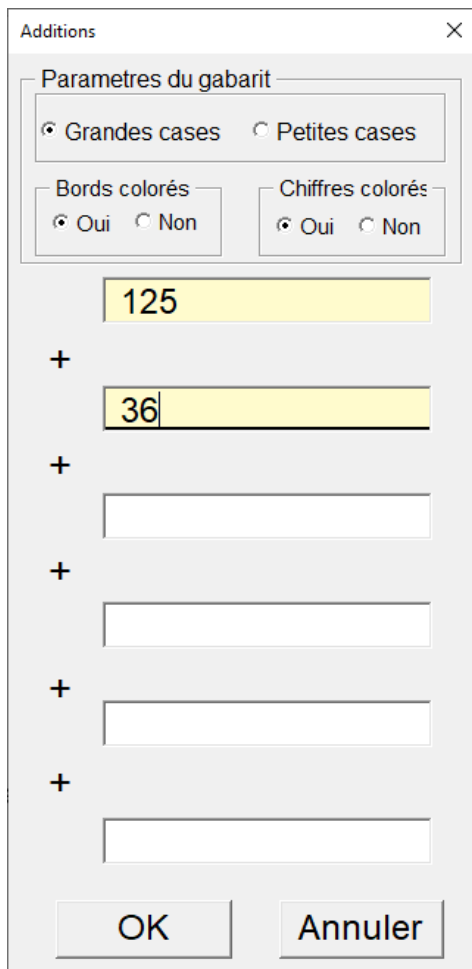 Additions
Parametres du gabarit
Grandes cases Petites cases
Bords colorés Chiffres colorés
Oui Non Oui Non
125
+
36
+
+
+
+
OK Annuler